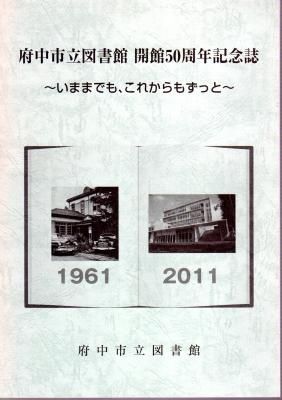 府中市立図書館 開館50周年記念誌
～いままでも、これからもずっと～
1961
2011
府中市立図書館